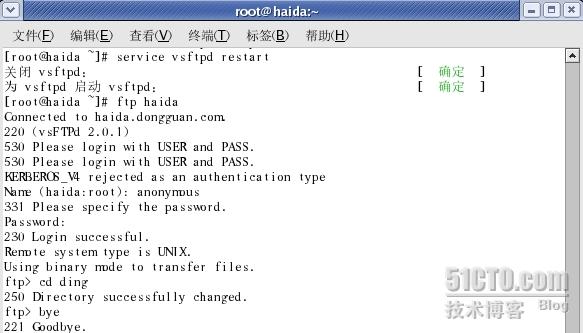 root@haida:~
文件(F) 编辑(E) 查看(V) 终端(T) 标签(B) 帮助(H)
[root@haida ~]# service vsftpd restart
关闭 vsftpd： [ 确定 ]
为 vsftpd 启动 vsftpd： [ 确定 ]
[root@haida ~]# ftp haida
Connected to haida.dongguan.com.
220 (vsFTPd 2.0.1)
530 Please login with USER and PASS.
530 Please login with USER and PASS.
KERBEROS_V4 rejected as an authentication type
Name (haida:root): anonymous
331 Please specify the password.
Password:
230 Login successful.
Remote system type is UNIX.
Using binary mode to transfer files.
ftp> cd ding
250 Directory successfully changed.
ftp> bye
221 Goodbye.
51CTO.com
技术博客 Blog